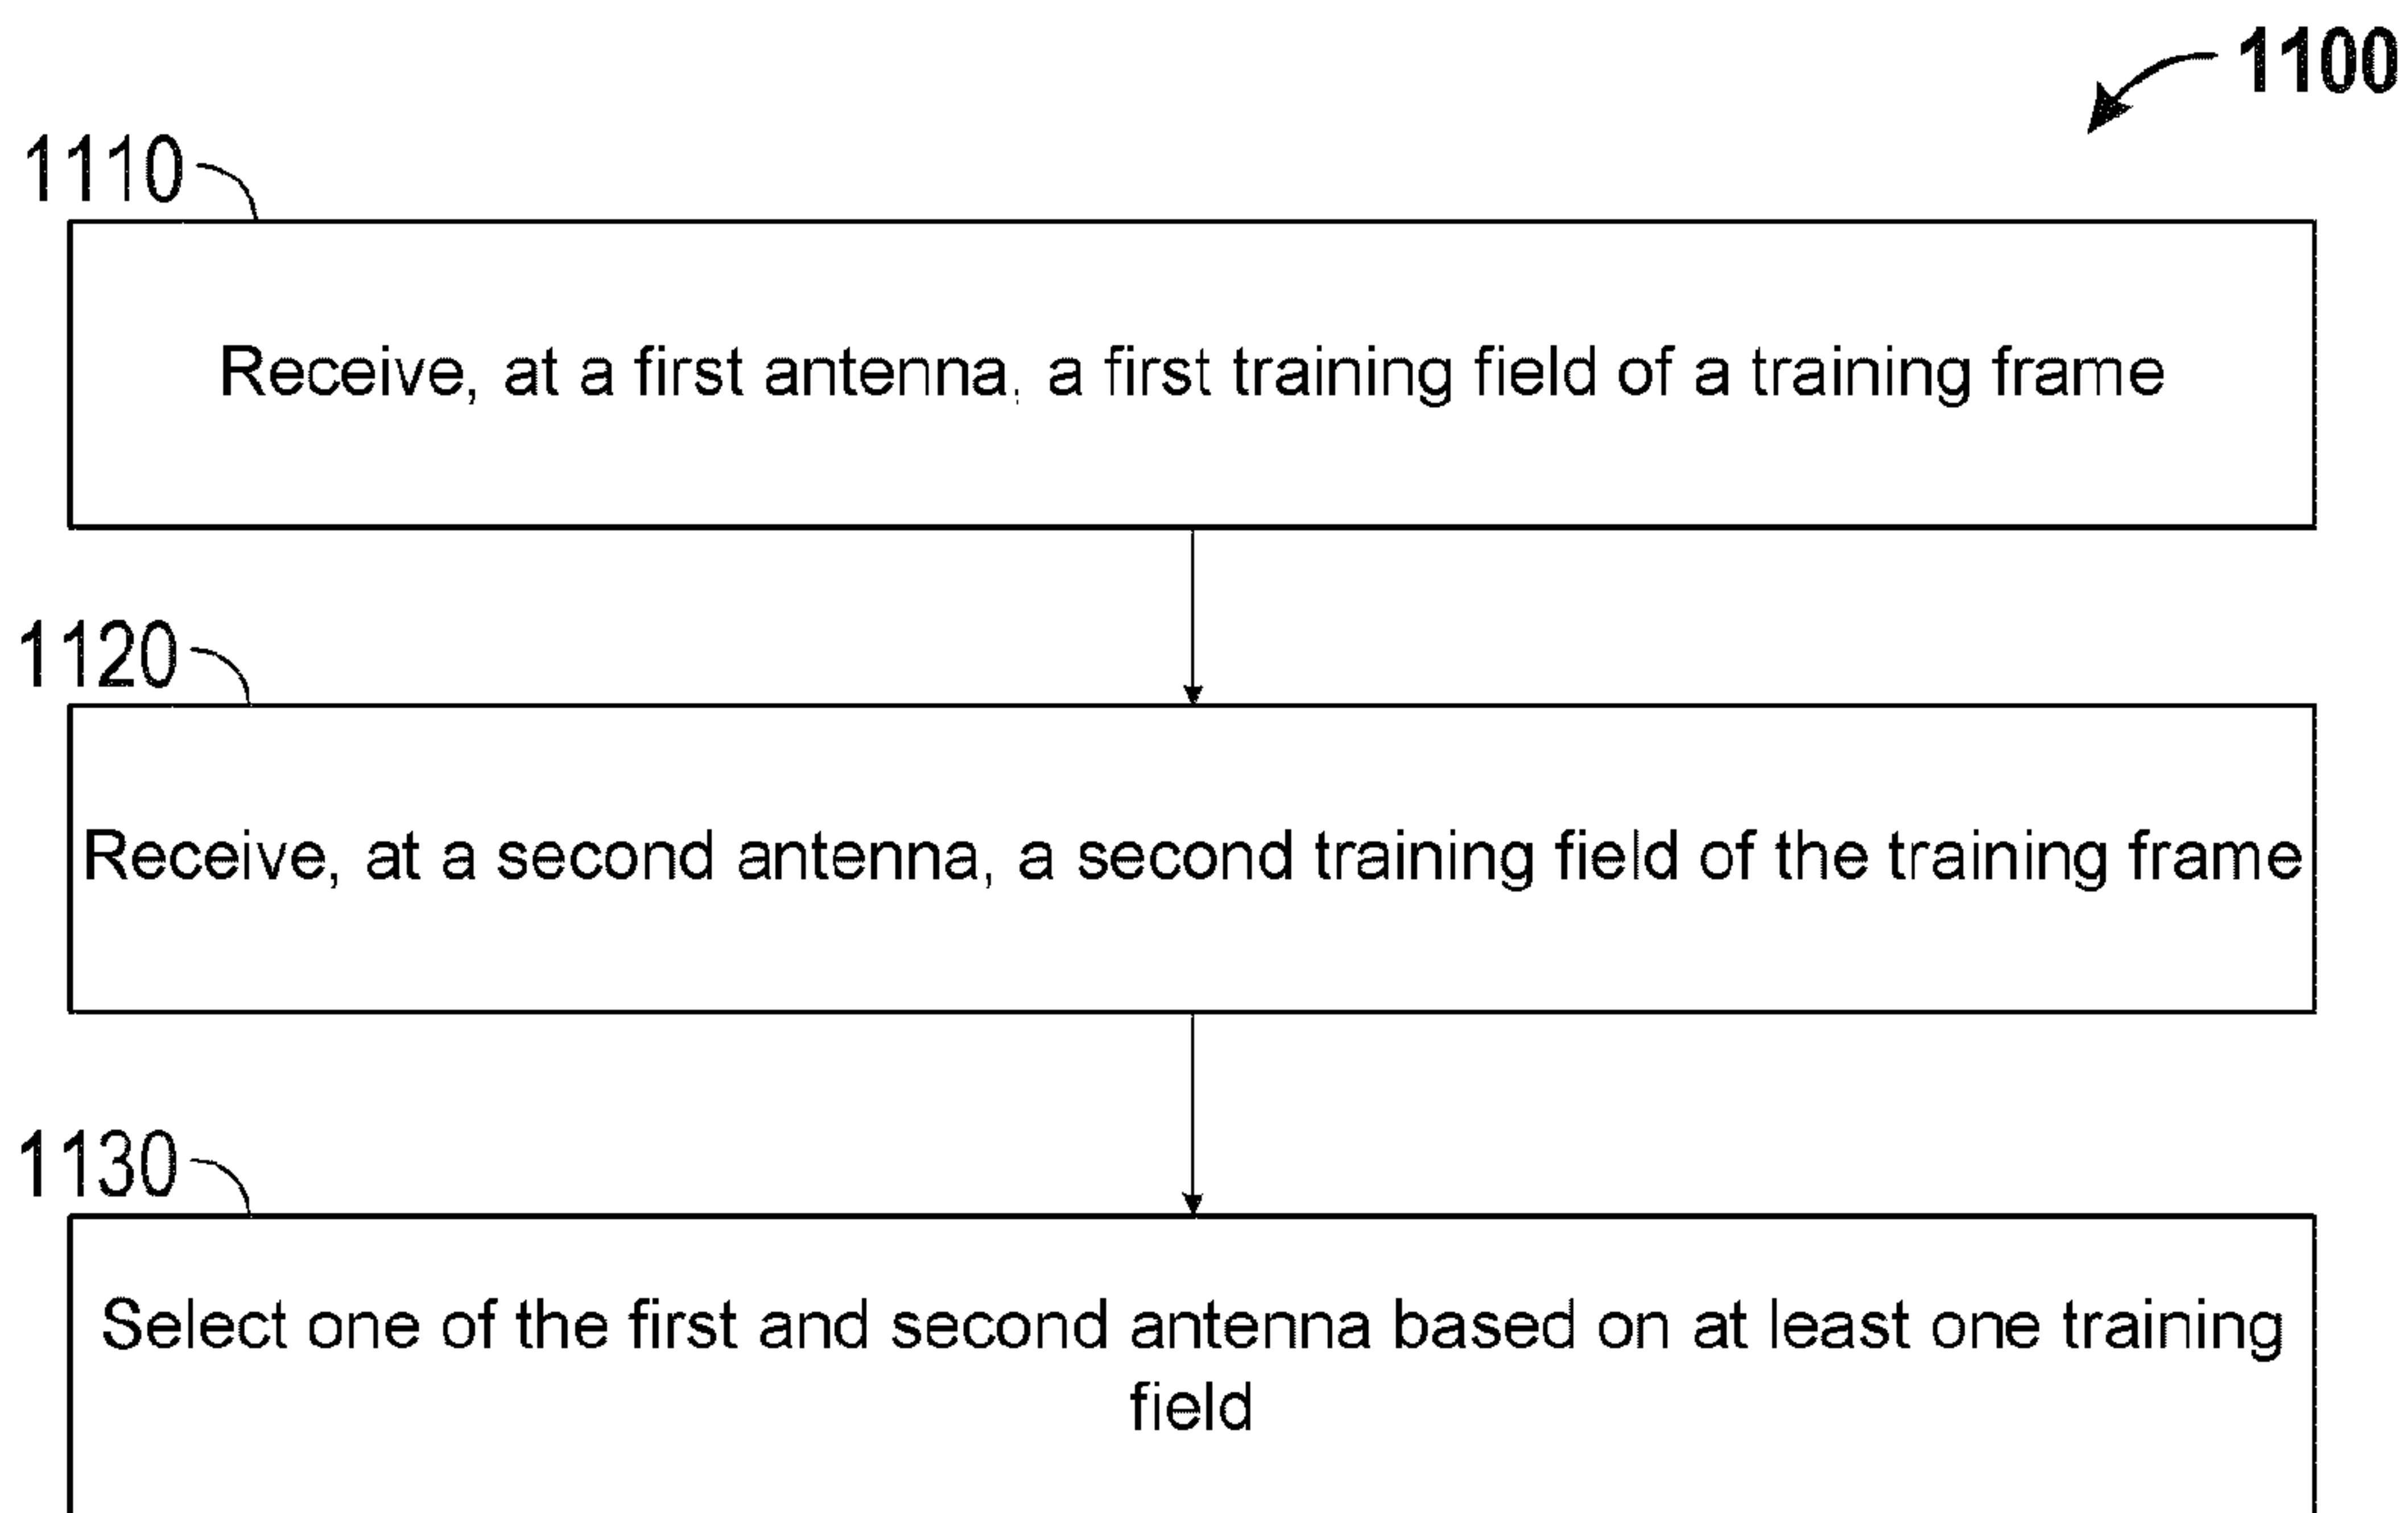 1100
1110
Receive, at a first antenna, a first training field of a training frame
1120
Receive, at a second antenna, a second training field of the training frame
1130
Select one of the first and second antenna based on at least one training
field